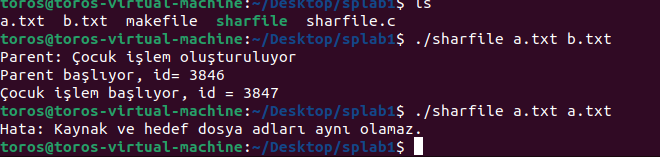 toros@toros-virtual-machine:~/Desktop/splab1$ ls
a.txt b.txt makefile sharfile sharfile.c
toros@toros-virtual-machine:~/Desktop/splab1$ ./sharfile a.txt b.txt
Parent: Çocuk işlem oluşturuluyor
Parent başlıyor, id= 3846
Çocuk işlem başlıyor, id = 3847
toros@toros-virtual-machine:~/Desktop/splab1$ ./sharfile a.txt a.txt
Hata: Kaynak ve hedef dosya adları aynı olamaz.
toros@toros-virtual-machine:~/Desktop/splab1$